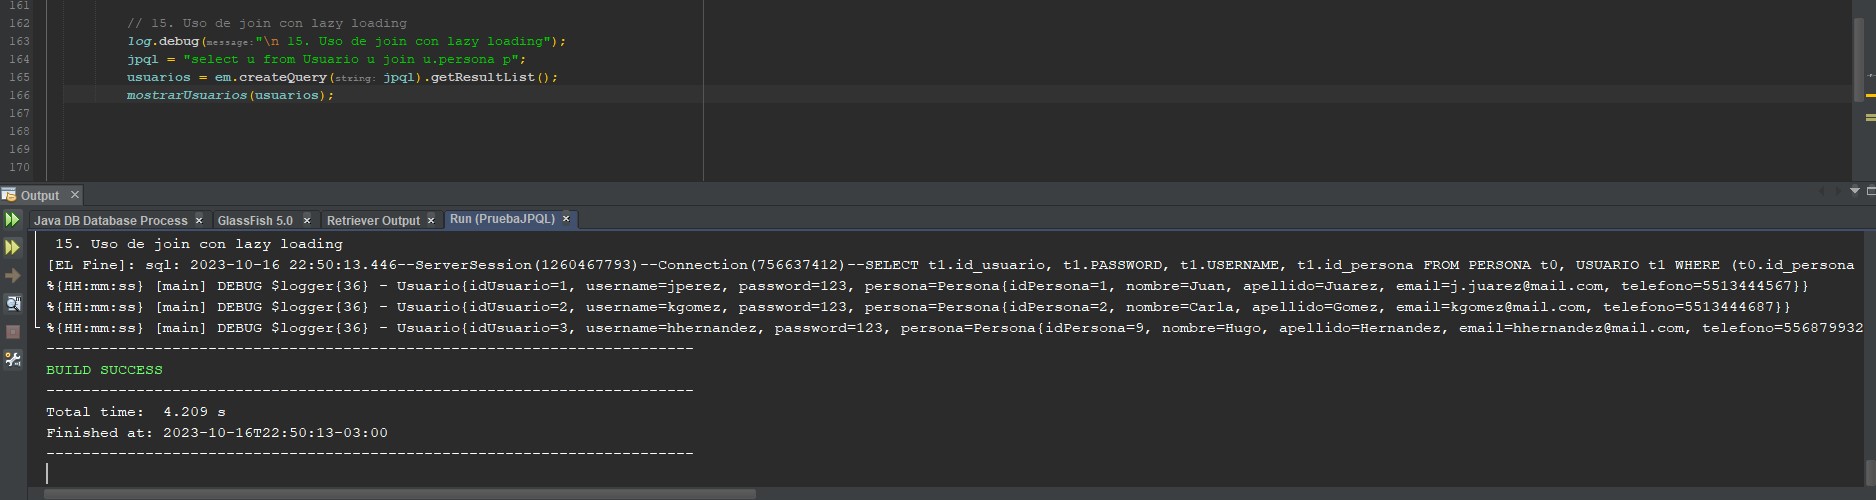 161
162 // 15. Uso de join con lazy loading
163 log.debug(message:"\n 15. Uso de join con lazy loading");
164 jpql = "select u from Usuario u join u.persona p";
165 usuarios = em.createQuery(string: jpql).getResultList();
166 mostrarUsuarios(usuarios);
167
168
169
170
Output
Java DB Database Process GlassFish 5.0 Retriever Output Run (PruebaJPQL)
15. Uso de join con lazy loading
[EL Fine]: sql: 2023-10-16 22:50:13.446--ServerSession(1260467793)--Connection(756637412)--SELECT t1.id_usuario, t1.PASSWORD, t1.USERNAME, t1.id_persona FROM PERSONA t0, USUARIO t1 WHERE (t0.id_persona
%{HH:mm:ss} [main] DEBUG $logger{36} - Usuario{idUsuario=1, username=jperez, password=123, persona=Persona{idPersona=1, nombre=Juan, apellido=Juarez, email=j.juarez@mail.com, telefono=5513444567}}
%{HH:mm:ss} [main] DEBUG $logger{36} - Usuario{idUsuario=2, username=kgomez, password=123, persona=Persona{idPersona=2, nombre=Carla, apellido=Gomez, email=kgomez@mail.com, telefono=5513444687}}
%{HH:mm:ss} [main] DEBUG $logger{36} - Usuario{idUsuario=3, username=hhernandez, password=123, persona=Persona{idPersona=9, nombre=Hugo, apellido=Hernandez, email=hhernandez@mail.com, telefono=556879932
------------------------------------------------------------------------
BUILD SUCCESS
------------------------------------------------------------------------
Total time:  4.209 s
Finished at: 2023-10-16T22:50:13-03:00
------------------------------------------------------------------------